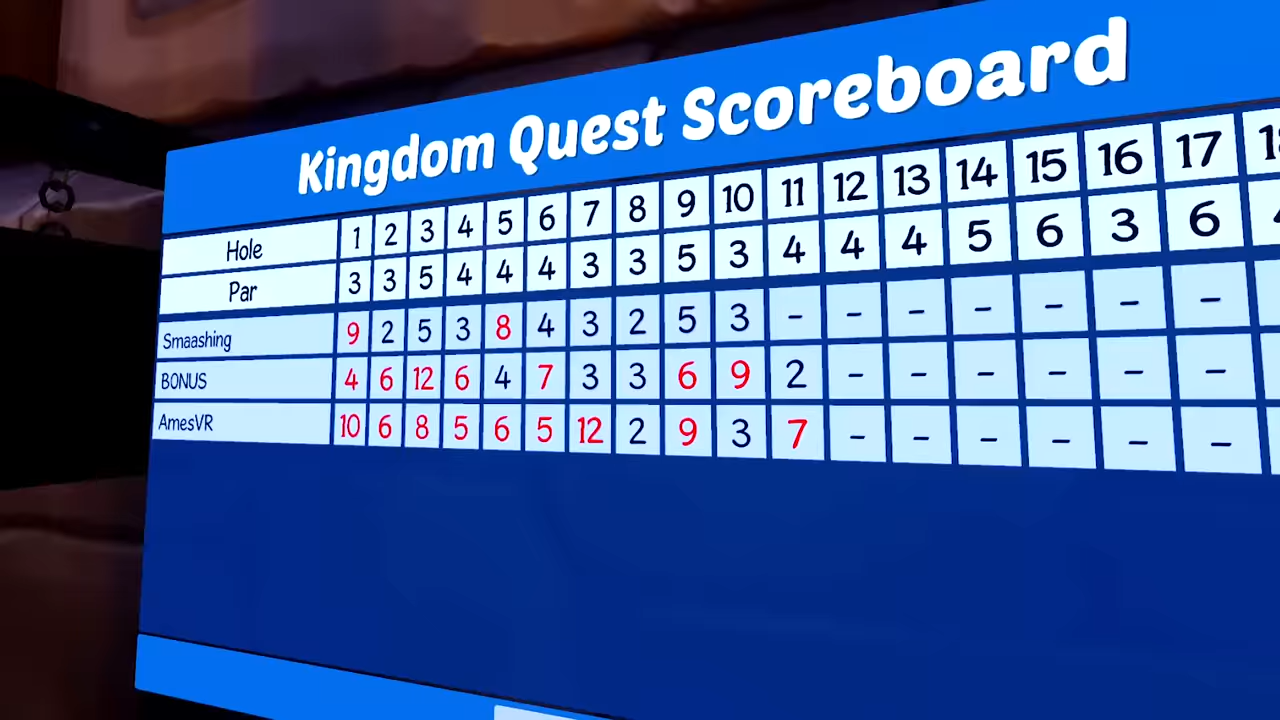 Kingdom Quest Scoreboard
Hole 1 2 3 4 5 6 7 8 9 10 11 12 13 14 15 16 17
Par 3 3 5 4 4 4 3 3 5 3 4 4 4 5 6 3 6
Smaashing 9 2 5 3 8 4 3 2 5 3 - - - - - - -
BONUS 4 6 12 6 4 7 3 3 6 9 2 - - - - - -
AmesVR 10 6 8 5 6 5 12 2 9 3 7 - - - - - -